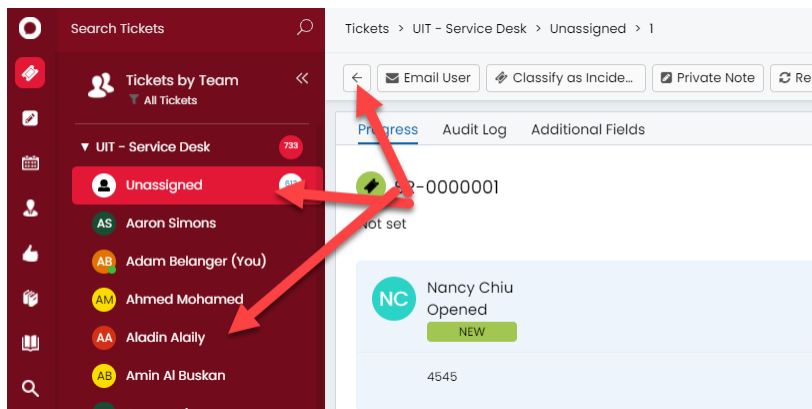 Search Tickets
Tickets > UIT - Service Desk > Unassigned > 1
Tickets by Team
All Tickets
Email User
Classify as Incide...
Private Note
Re
UIT - Service Desk
733
Progress
Audit Log
Additional Fields
Unassigned
-0000001
Not set
AS
Aaron Simons
AB
Adam Belanger (You)
AM
Ahmed Mohamed
AA
Aladin Alaily
AB
Amin Al Buskan
NC
Nancy Chiu
Opened
NEW
4545